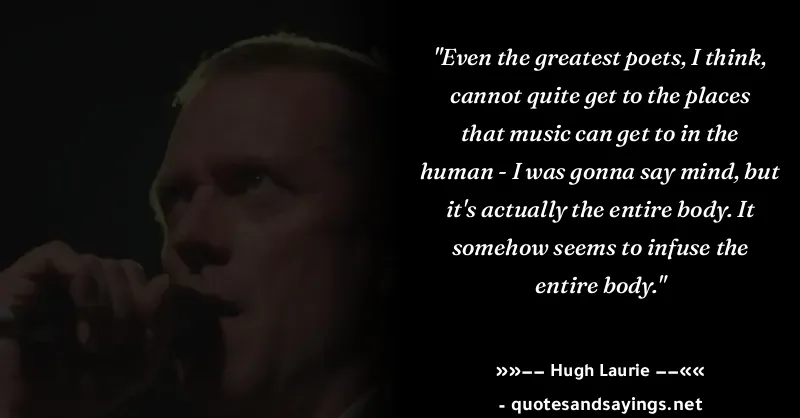 "Even the greatest poets, I think,
cannot quite get to the places
that music can get to in the
human - I was gonna say mind, but
it's actually the entire body. It
somehow seems to infuse the
entire body."
»»–– Hugh Laurie ––««
- quotesandsayings.net